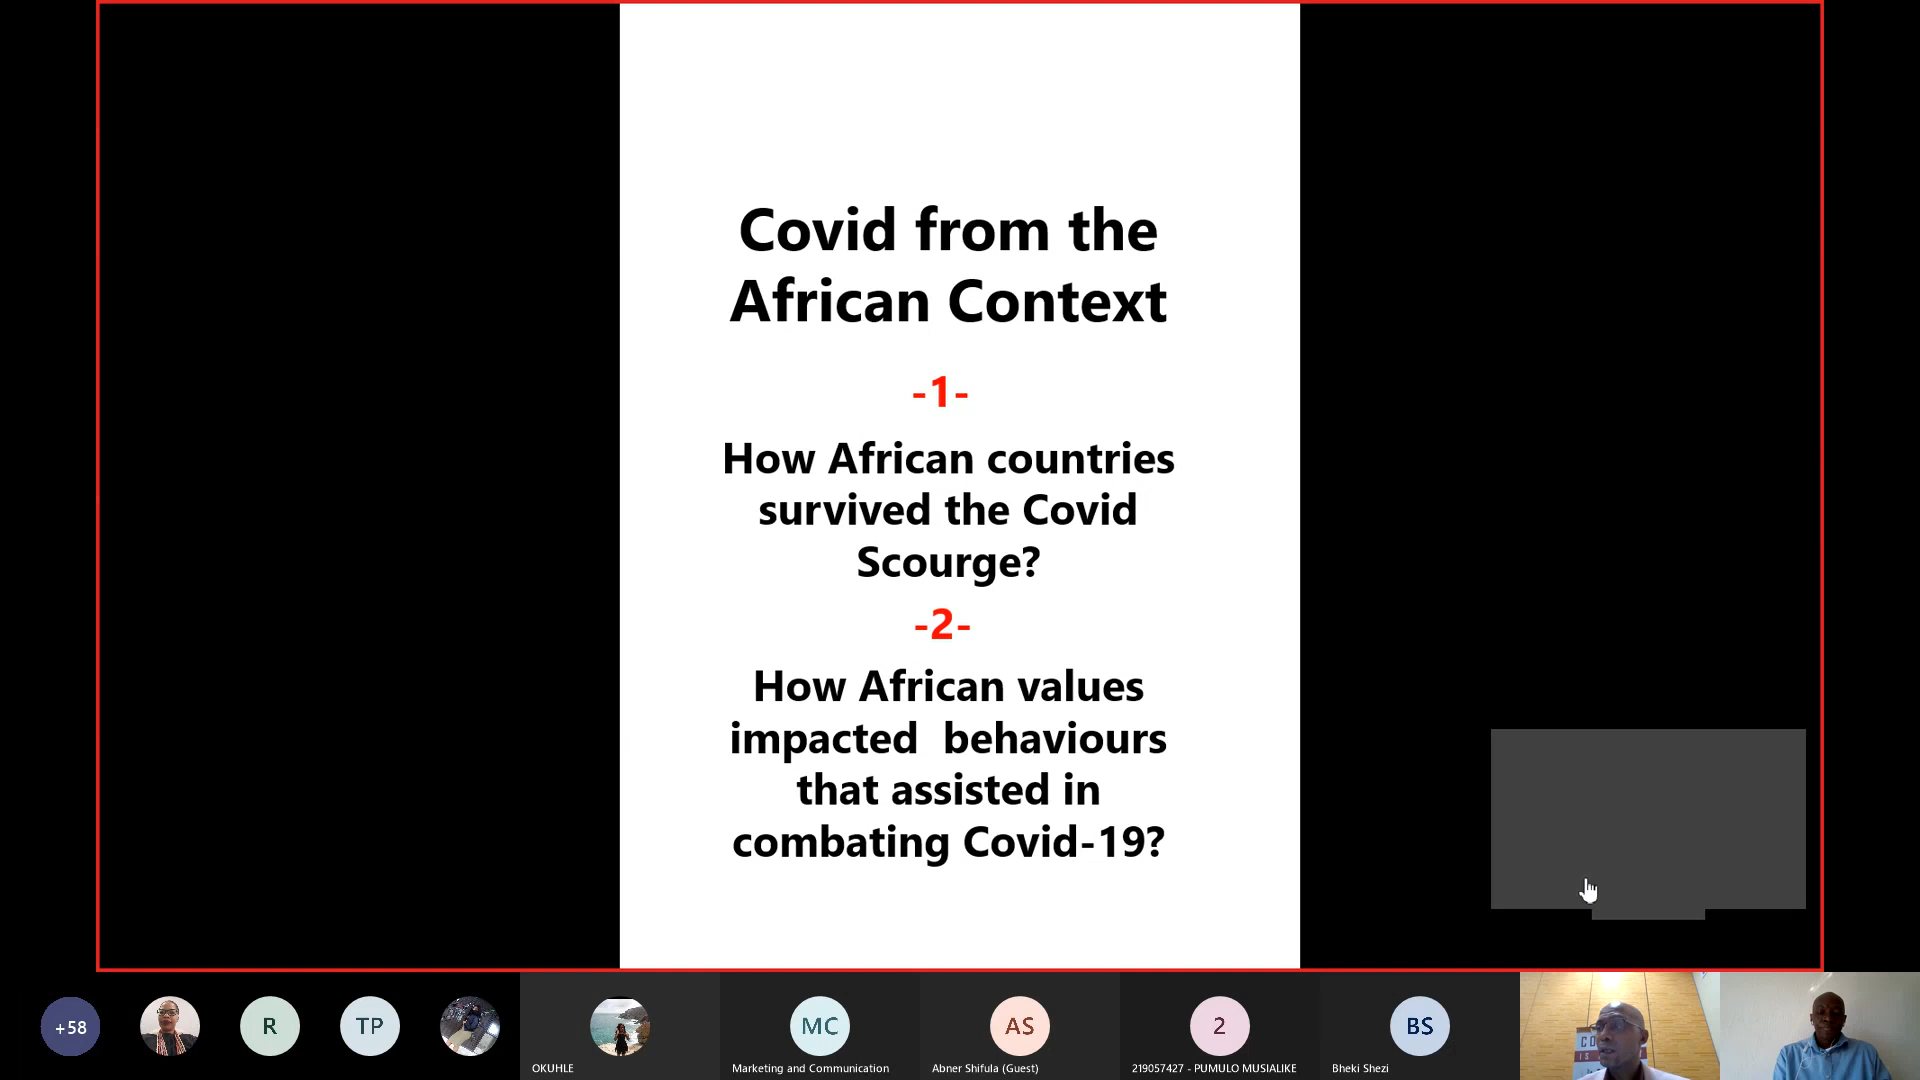 Covid from the
African Context
-1-
How African countries
survived the Covid
Scourge?
-2-
How African values
impacted  behaviours
that assisted in
combating Covid-19?
+58
R
TP
OKUHLE
MC
Marketing and Communication
AS
Abner Shifula (Guest)
2
219057427 - PUMULO MUSIALIKE
BS
Bheki Shezi